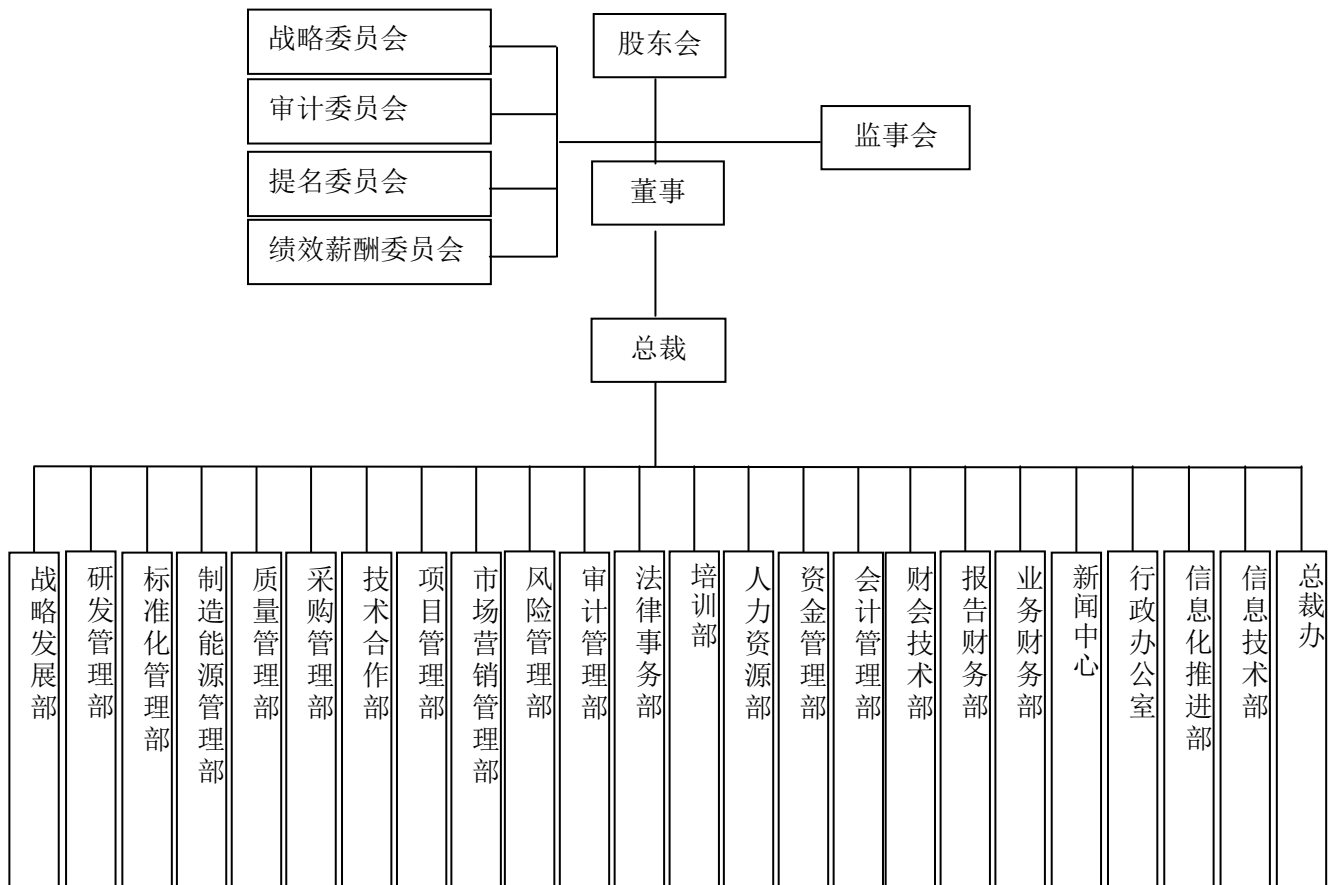 战略委员会
审计委员会
提名委员会
绩效薪酬委员会
股东会
监事会
董事
总裁
战略发展部
研发管理部
标准化管理部
制造能源管理部
质量管理部
采购管理部
技术合作部
项目管理部
市场营销管理部
风险管理部
审计管理部
法律事务部
培训部
人力资源部
资金管理部
会计管理部
财会技术部
报告财务部
业务财务部
新闻中心
行政办公室
信息化推进部
信息技术部
总裁办